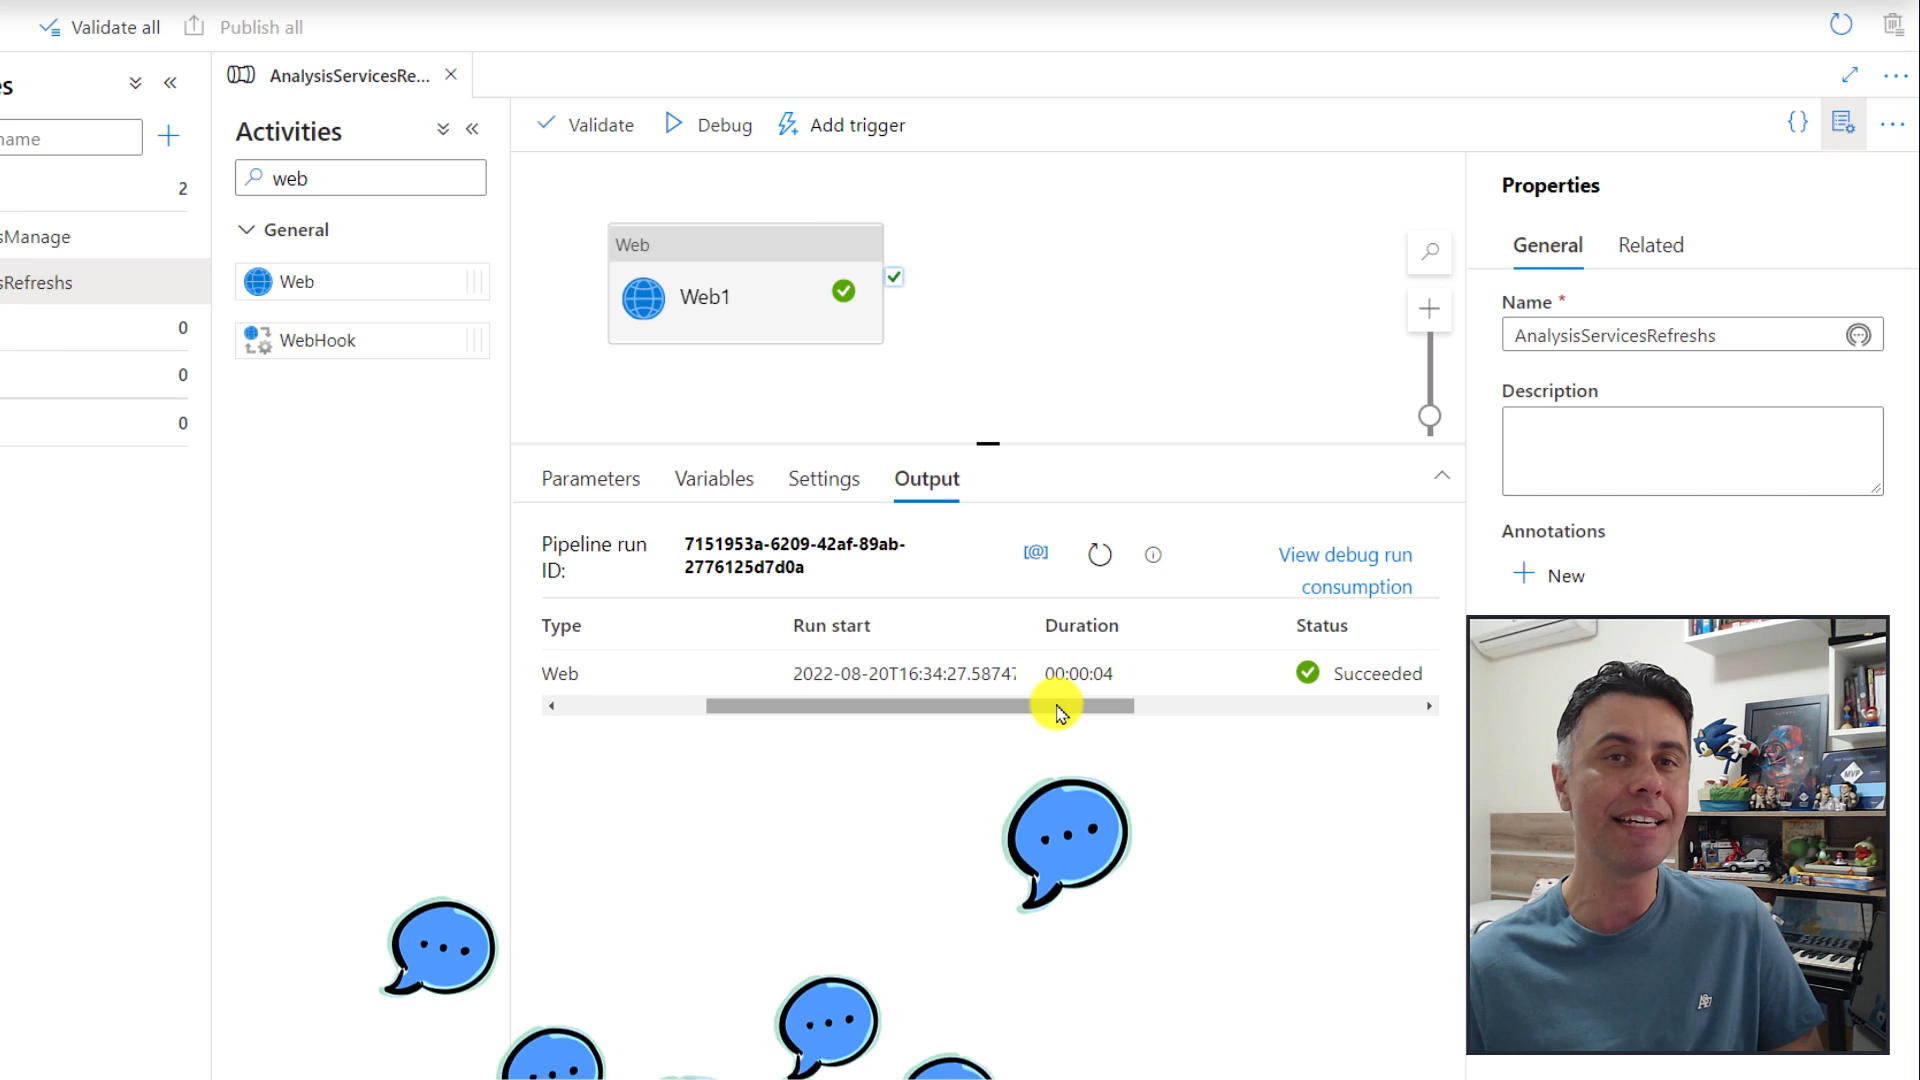 Validate all
Publish all
s
AnalysisServicesRe...
name
2
sManage
sRefreshs
0
0
0
Activities
web
General
Web
WebHook
Validate
Debug
Add trigger
Web
Web1
Parameters
Variables
Settings
Output
Pipeline run
ID:
7151953a-6209-42af-89ab-
2776125d7d0a
[@]
View debug run
consumption
Type
Run start
Duration
Status
Web
2022-08-20T16:34:27.58747
00:00:04
Succeeded
{}
Properties
General
Related
Name *
AnalysisServicesRefreshs
Description
Annotations
New
MVP